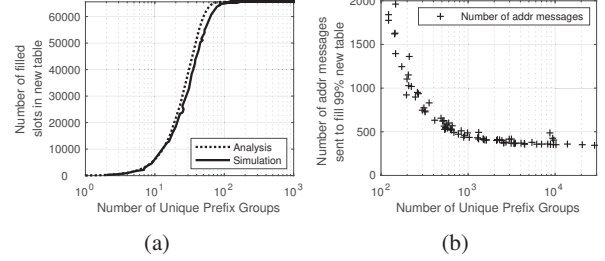 Number of filled
slots in new table
60000
50000
40000
30000
20000
10000
0
Analysis
Simulation
10^0
10^1
10^2
10^3
Number of Unique Prefix Groups
(a)
Number of addr messages
sent to fill 99% new table
2000
1500
1000
500
0
Number of addr messages
10^2
10^3
10^4
Number of Unique Prefix Groups
(b)